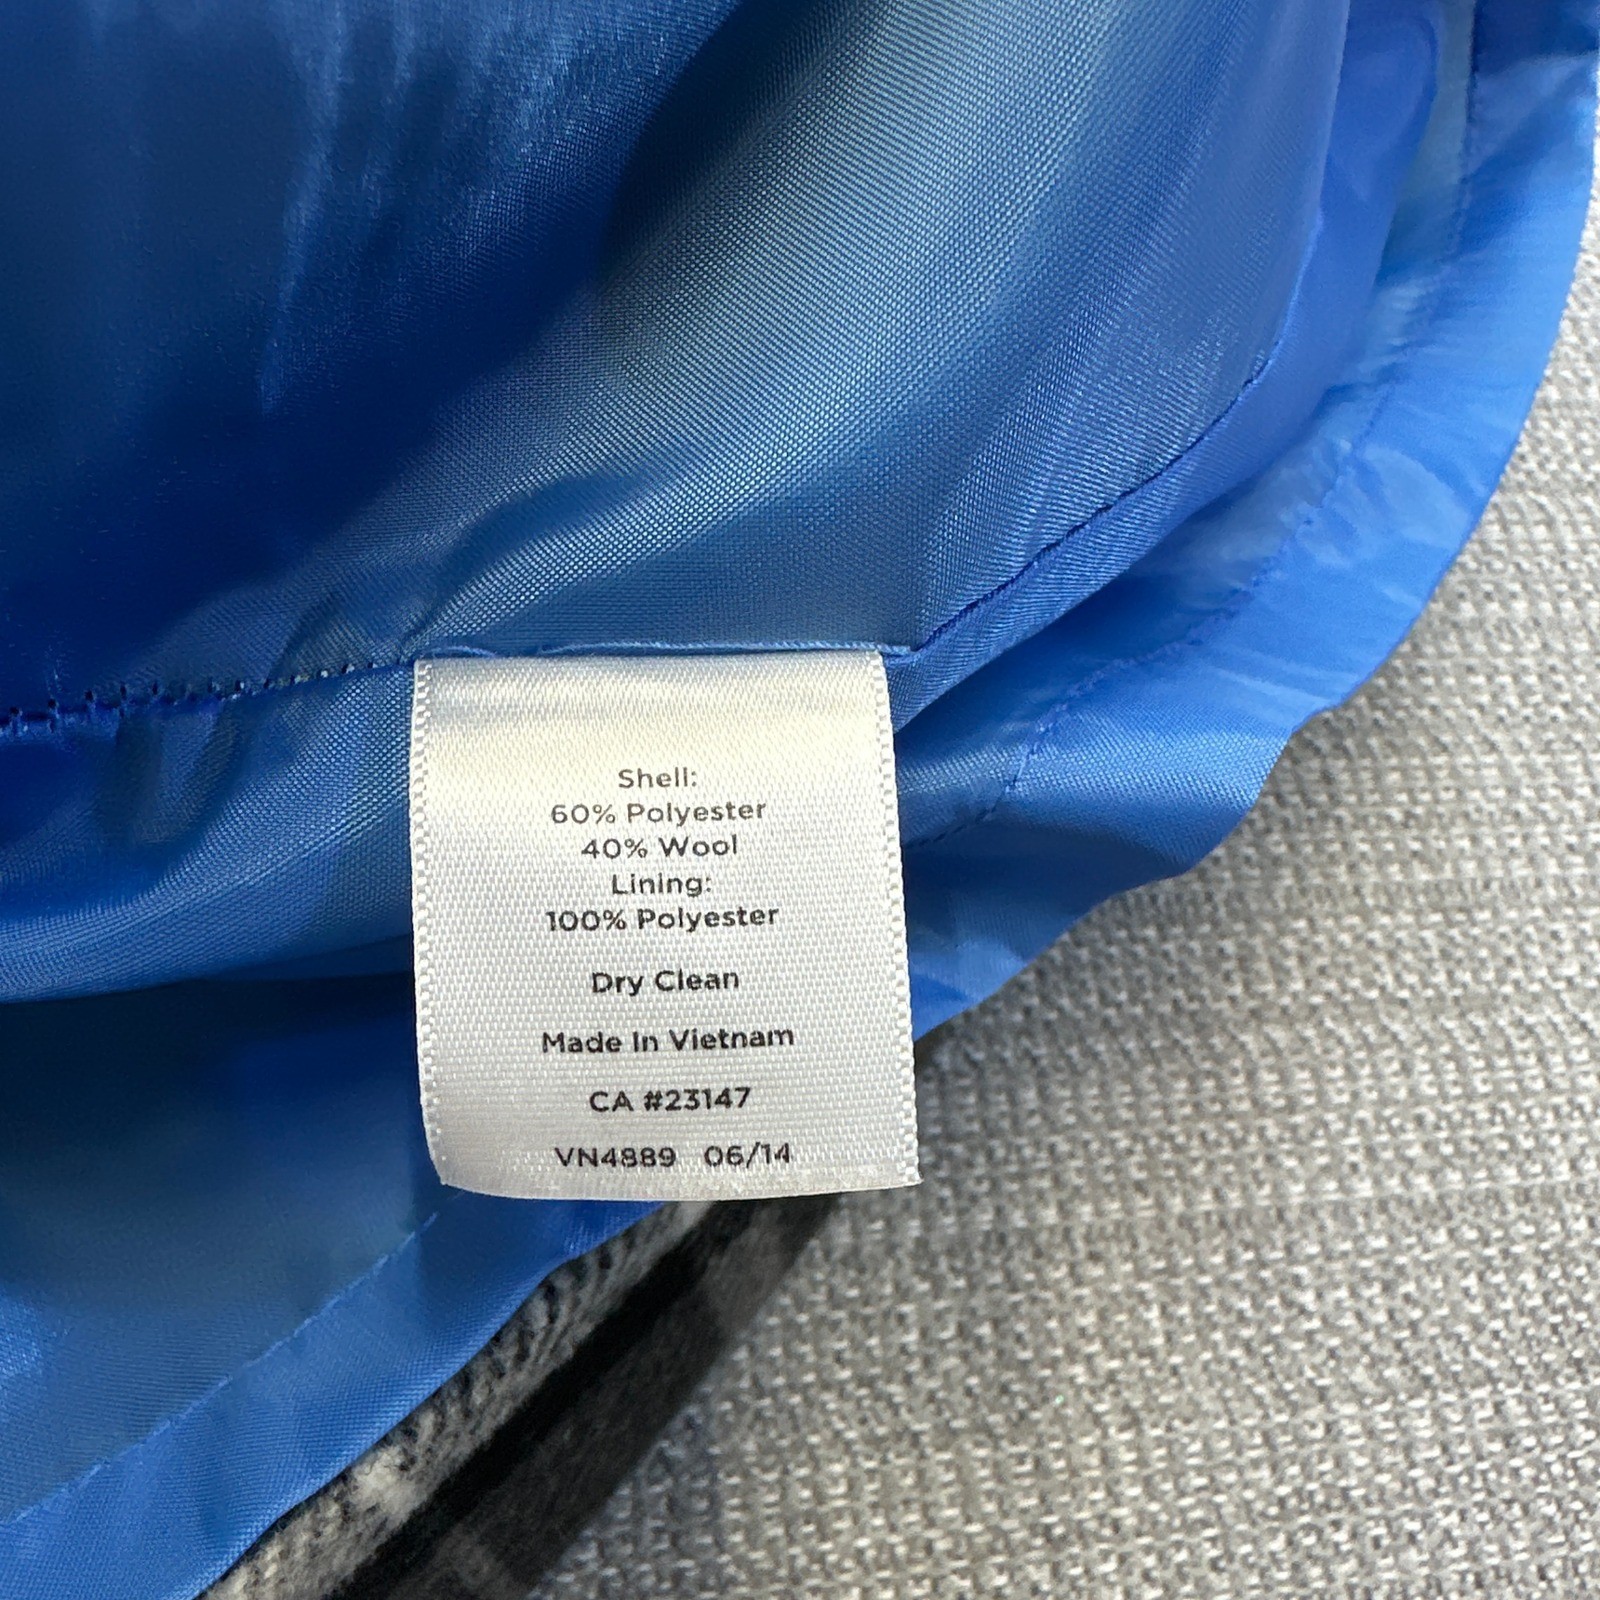 Shell:
60% Polyester
40% Wool
Lining:
100% Polyester
Dry Clean
Made In Vietnam
CA #23147
VN4889 06/14